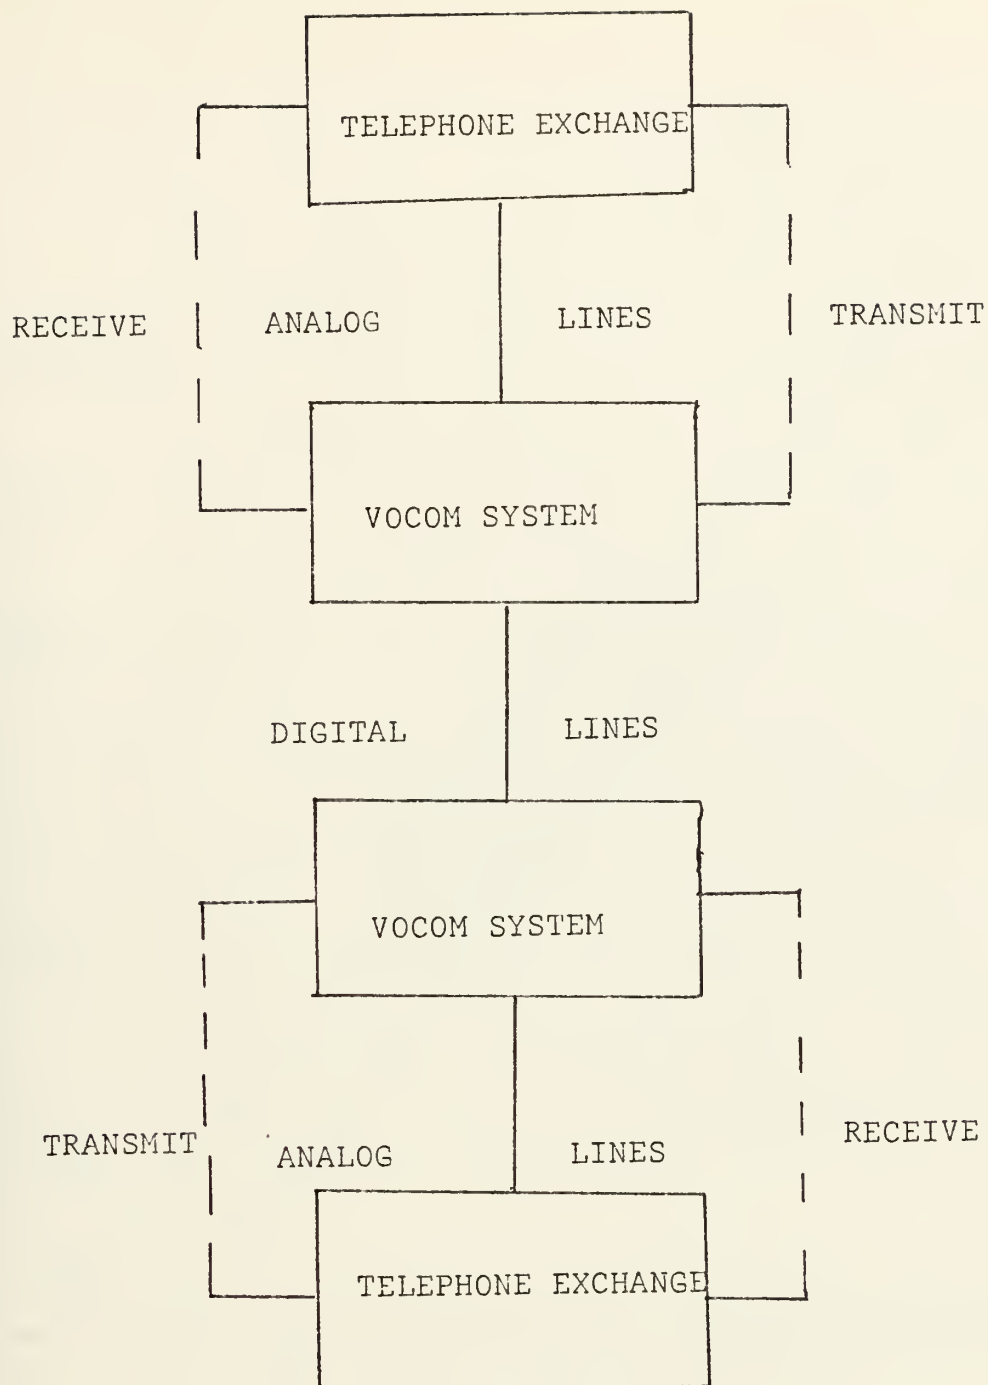 TELEPHONE EXCHANGE
RECEIVE ANALOG LINES TRANSMIT
VOCOM SYSTEM
DIGITAL LINES
VOCOM SYSTEM
TRANSMIT ANALOG LINES RECEIVE
TELEPHONE EXCHANGE